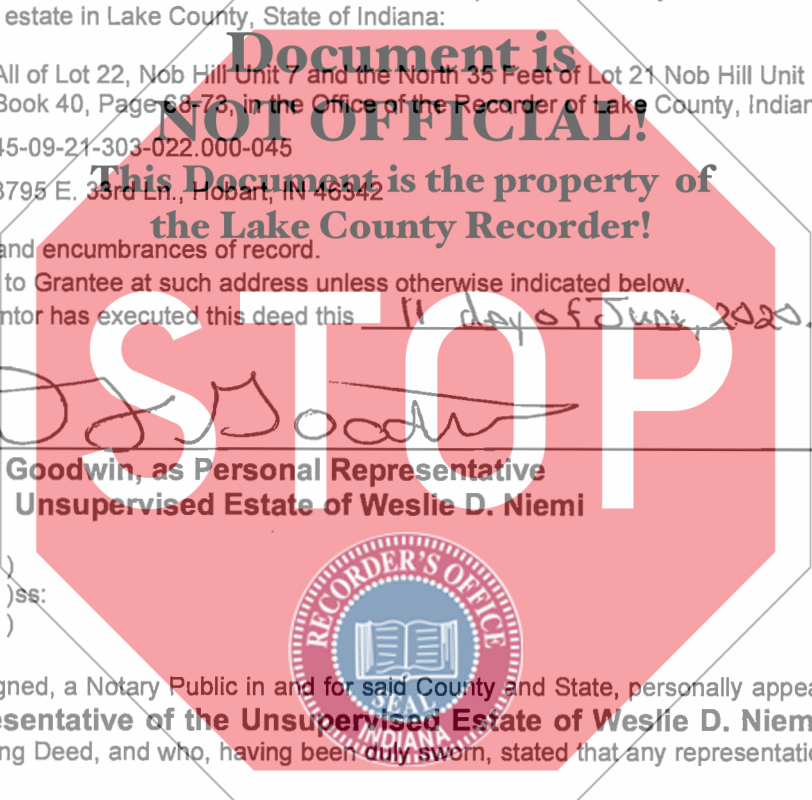 estate in Lake County, State of Indiana:
Document is
All of Lot 22, Nob Hill Unit 7 and the North 35 Feet of Lot 21 Nob Hill Unit
Book 40, Page 68-73, in the Office of the Recorder of Lake County, Indian
NOT OFFICIAL!
45-09-21-303-022.000-045
This Document is the property of
3795 E. 33rd Ln., Hobart, IN 46342
the Lake County Recorder!
and encumbrances of record.
to Grantee at such address unless otherwise indicated below.
ntor has executed this deed this 11 day of June, 2020.
STOP
Goodwin, as Personal Representative
Unsupervised Estate of Weslie D. Niemi
)
)ss:
)
RECORDER'S OFFICE
gned, a Notary Public in and for said County and State, personally appea
SEAL
esentative of the Unsupervised Estate of Weslie D. Niem
INDIANA
ng Deed, and who, having been duly sworn, stated that any representatio